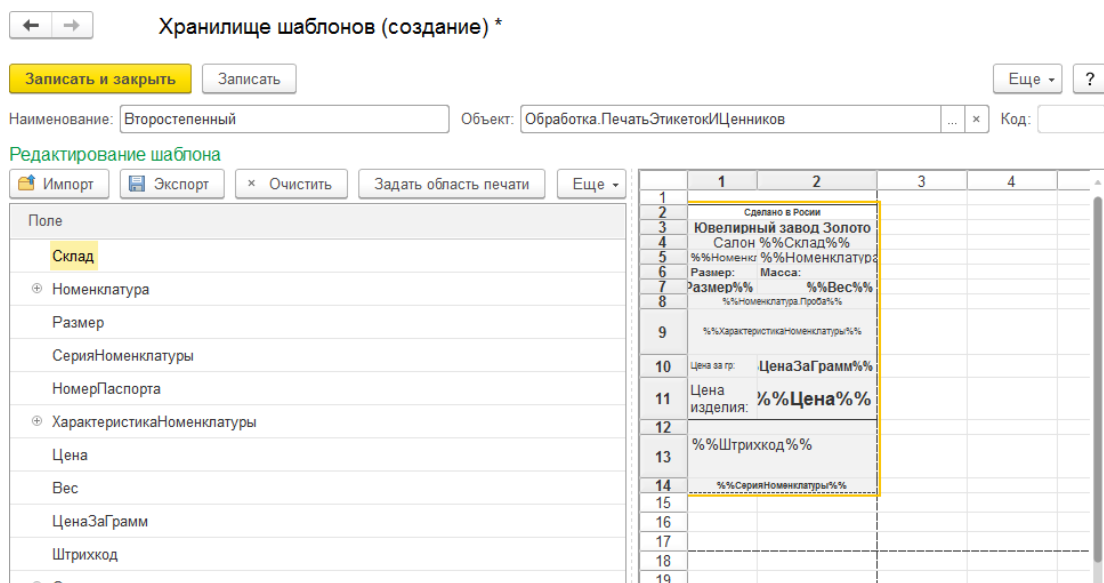 ← → Хранилище шаблонов (создание) *
Записать и закрыть Записать Еще ?
Наименование: Второстепенный Объект: Обработка.ПечатьЭтикетокИЦенников ... × Код:
Редактирование шаблона
Импорт Экспорт × Очистить Задать область печати Еще
Поле
Склад
Номенклатура
Размер
СерияНоменклатуры
НомерПаспорта
ХарактеристикаНоменклатуры
Цена
Вес
ЦенаЗаГрамм
Штрихкод
1 2 3 4
1
2 Сделано в Росии
3 Ювелирный завод Золото
4 Салон %%Склад%%
5 %%Номенкл %%Номенклатура
6 Размер: Масса:
7 Размер%% %%Вес%%
8 %%Номенклатура.Проба%%
9 %%ХарактеристикаНоменклатуры%%
10 Цена за гр: ЦенаЗаГрамм%%
11 Цена изделия: %%Цена%%
12
13 %%Штрихкод%%
14 %%СерияНоменклатуры%%
15
16
17
18
19